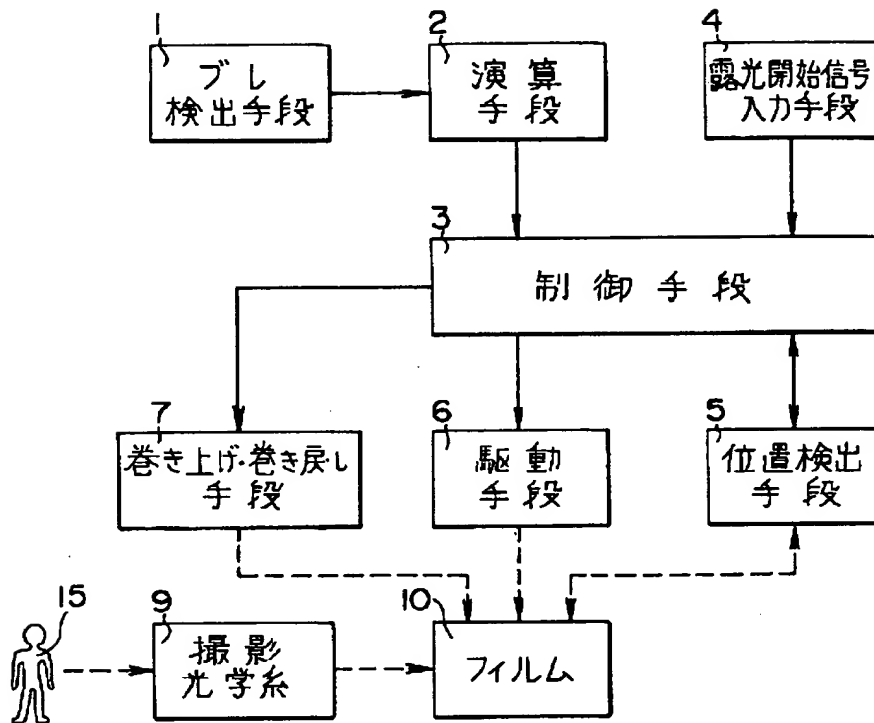 1
ブレ
検出手段
2
演算
手段
4
露光開始信号
入力手段
3
制御手段
7
巻き上げ・巻き戻し
手段
6
駆動
手段
5
位置検出
手段
15
9
撮影
光学系
10
フィルム